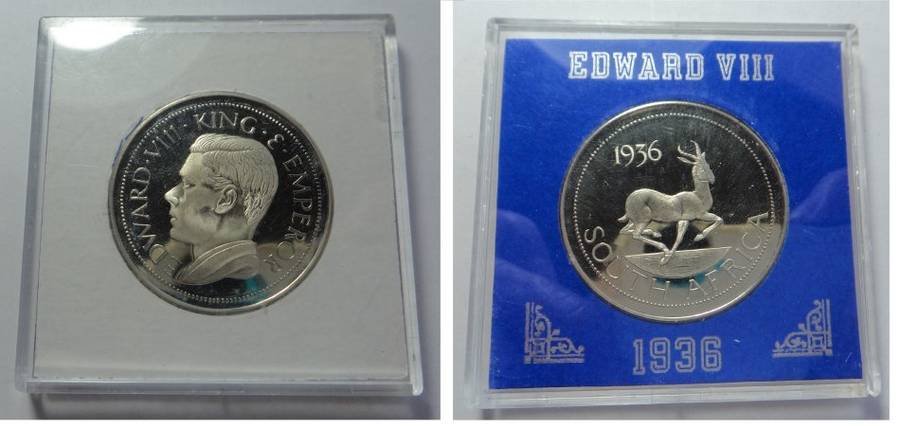 EDWARD · VIII · KING · & · EMPEROR
EDWARD VIII
1936
SOUTH AFRICA
1936